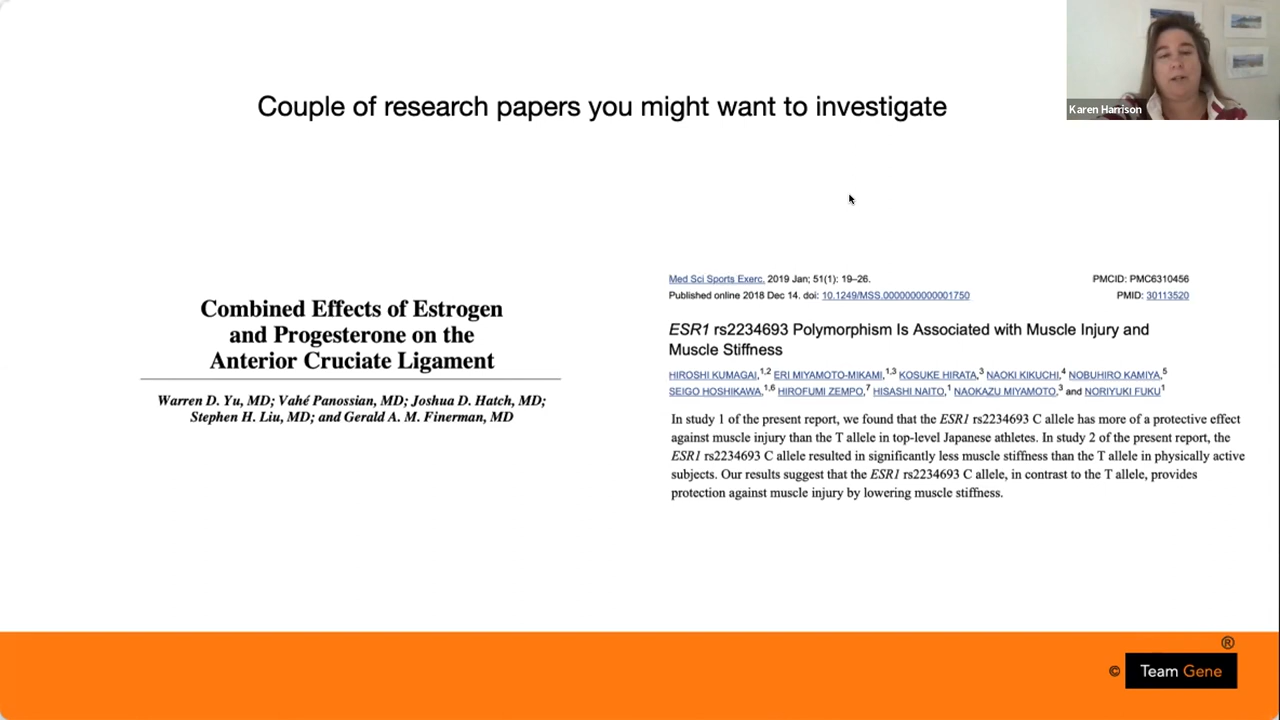 Couple of research papers you might want to investigate
Karen Harrison
Combined Effects of Estrogen
and Progesterone on the
Anterior Cruciate Ligament
Warren D. Yu, MD; Vahé Panossian, MD; Joshua D. Hatch, MD;
Stephen H. Liu, MD; and Gerald A. M. Finerman, MD
Med Sci Sports Exerc. 2019 Jan; 51(1): 19–26. PMCID: PMC6310456
Published online 2018 Dec 14. doi: 10.1249/MSS.0000000000001750 PMID: 30113520
ESR1 rs2234693 Polymorphism Is Associated with Muscle Injury and
Muscle Stiffness
HIROSHI KUMAGAI,1,2 ERI MIYAMOTO-MIKAMI,1,3 KOSUKE HIRATA,3 NAOKI KIKUCHI,4 NOBUHIRO KAMIYA,5
SEIGO HOSHIKAWA,1,6 HIROFUMI ZEMPO,7 HISASHI NAITO,1 NAOKAZU MIYAMOTO,3 and NORIYUKI FUKU1
In study 1 of the present report, we found that the ESR1 rs2234693 C allele has more of a protective effect
against muscle injury than the T allele in top-level Japanese athletes. In study 2 of the present report, the
ESR1 rs2234693 C allele resulted in significantly less muscle stiffness than the T allele in physically active
subjects. Our results suggest that the ESR1 rs2234693 C allele, in contrast to the T allele, provides
protection against muscle injury by lowering muscle stiffness.
®
© Team Gene